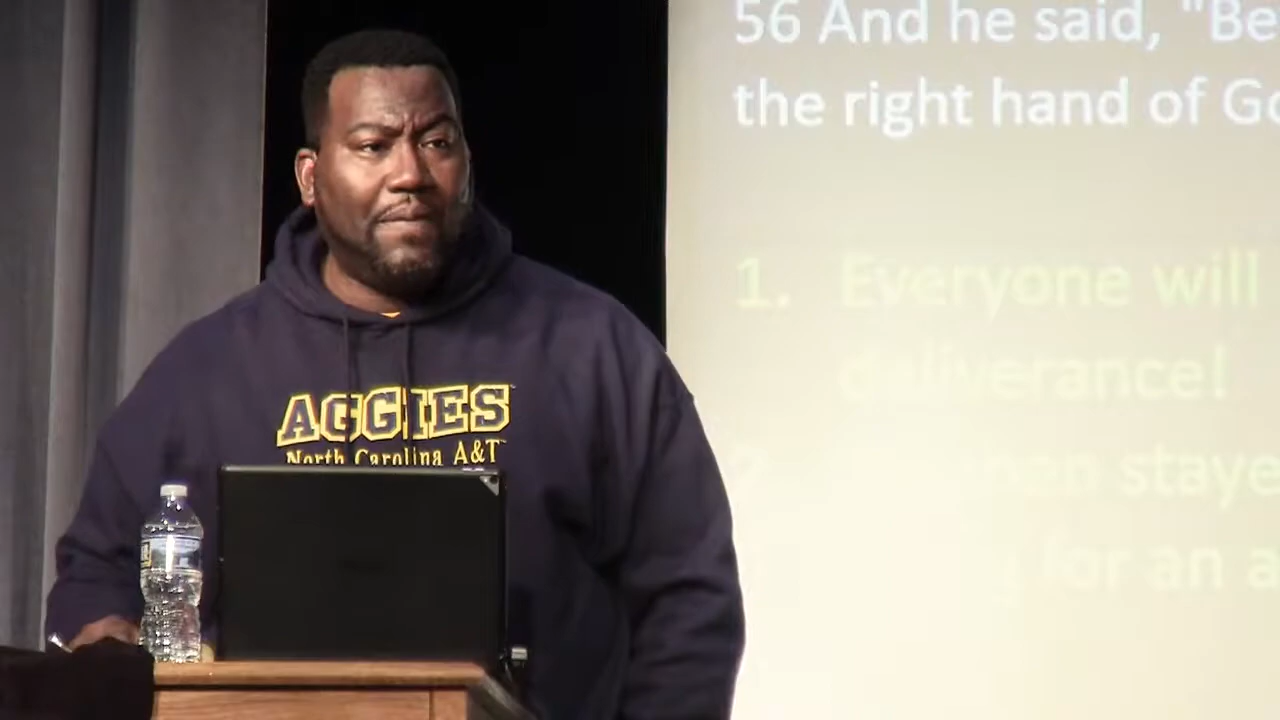 AGGIES
North Carolina A&T
56 And he said, "Be
the right hand of Go
1. Everyone will
deliverance!
staye
for an a